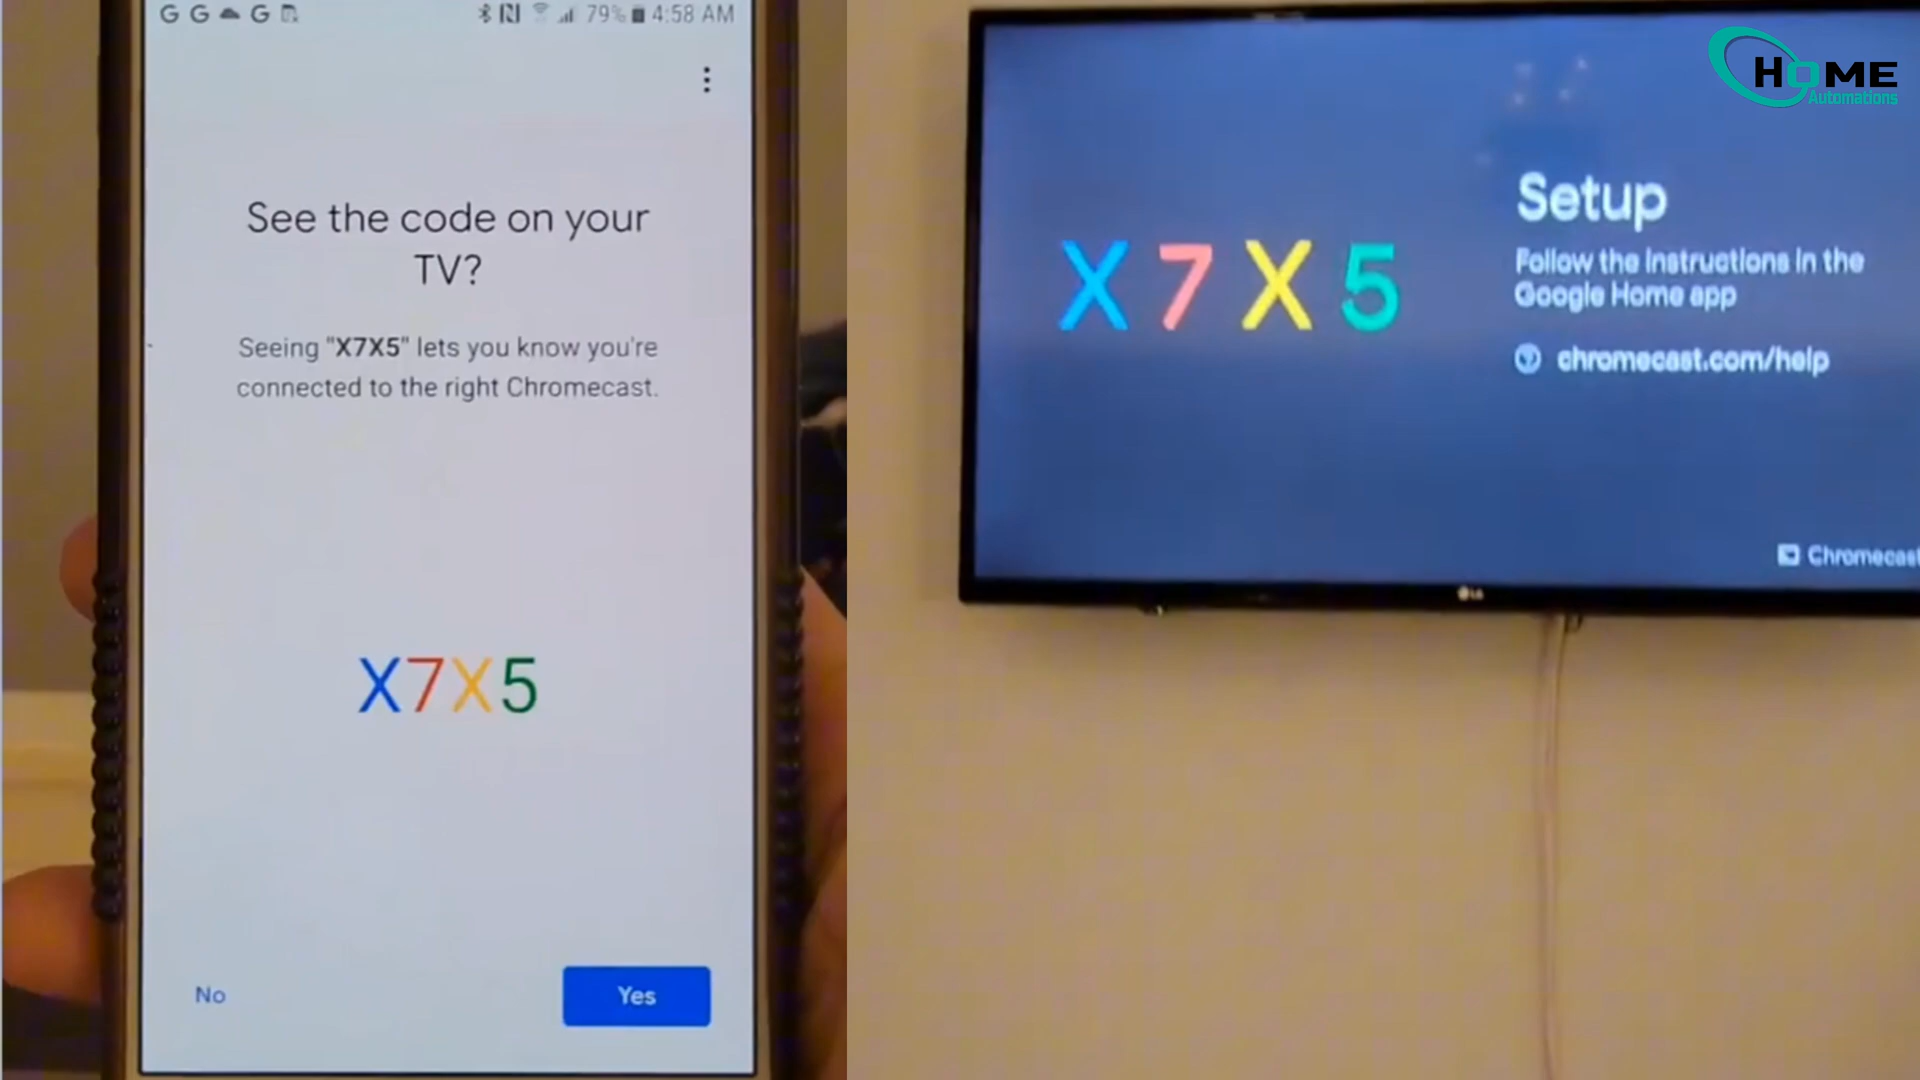 G G G 79% 4:58 AM
See the code on your
TV?
Seeing "X7X5" lets you know you're
connected to the right Chromecast.
X7X5
No
Yes
HOME
Automations
X 7 X 5
Setup
Follow the instructions in the
Google Home app
chromecast.com/help
Chromecast
LG